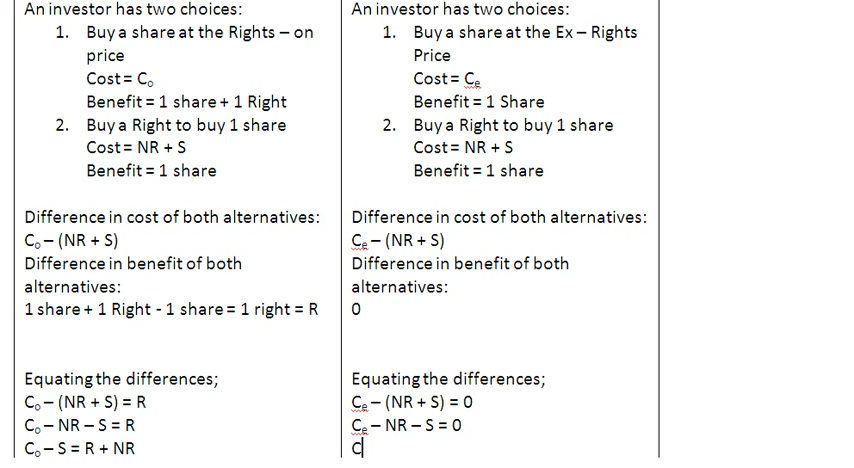 An investor has two choices:
1. Buy a share at the Rights – on
price
Cost = Cₒ
Benefit = 1 share + 1 Right
2. Buy a Right to buy 1 share
Cost = NR + S
Benefit = 1 share
Difference in cost of both alternatives:
Cₒ – (NR + S)
Difference in benefit of both
alternatives:
1 share + 1 Right - 1 share = 1 right = R
Equating the differences;
Cₒ – (NR + S) = R
Cₒ – NR – S = R
Cₒ – S = R + NR
An investor has two choices:
1. Buy a share at the Ex – Rights
Price
Cost = Cₑ
Benefit = 1 Share
2. Buy a Right to buy 1 share
Cost = NR + S
Benefit = 1 share
Difference in cost of both alternatives:
Cₑ – (NR + S)
Difference in benefit of both
alternatives:
0
Equating the differences;
Cₑ – (NR + S) = 0
Cₑ – NR – S = 0